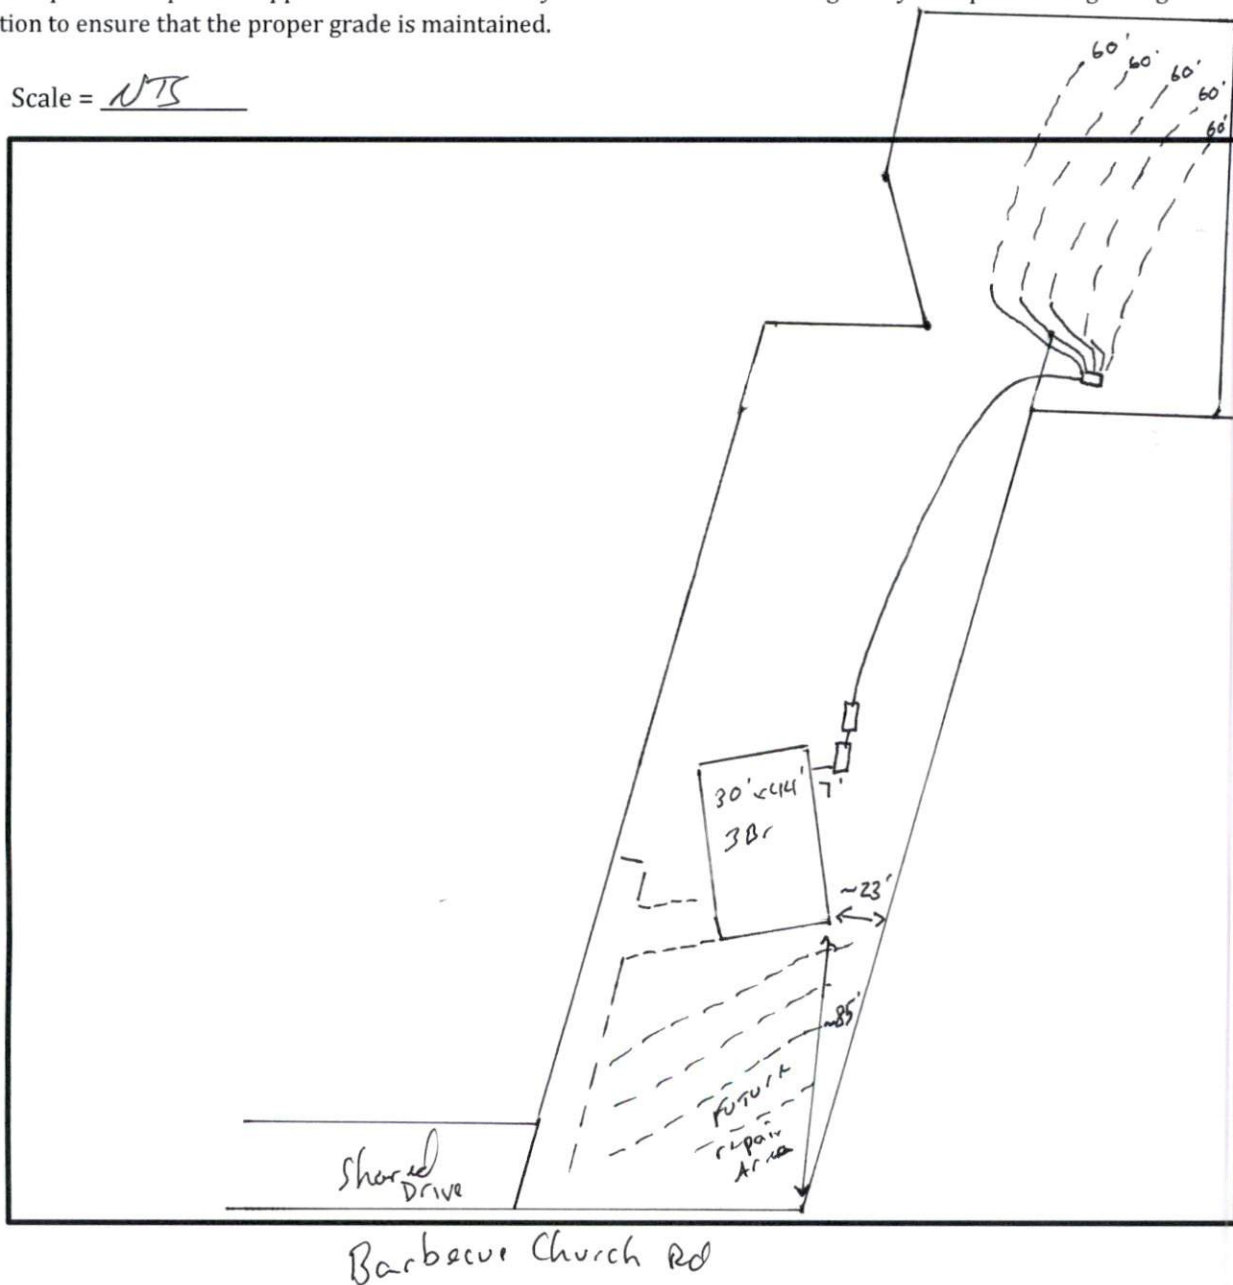 tion to ensure that the proper grade is maintained.
Scale = NTS
60'
60'
60'
60'
60'
30'x44'
7'
3Br
~23'
~85'
Future
repair
Area
Shared
Drive
Barbecue Church Rd